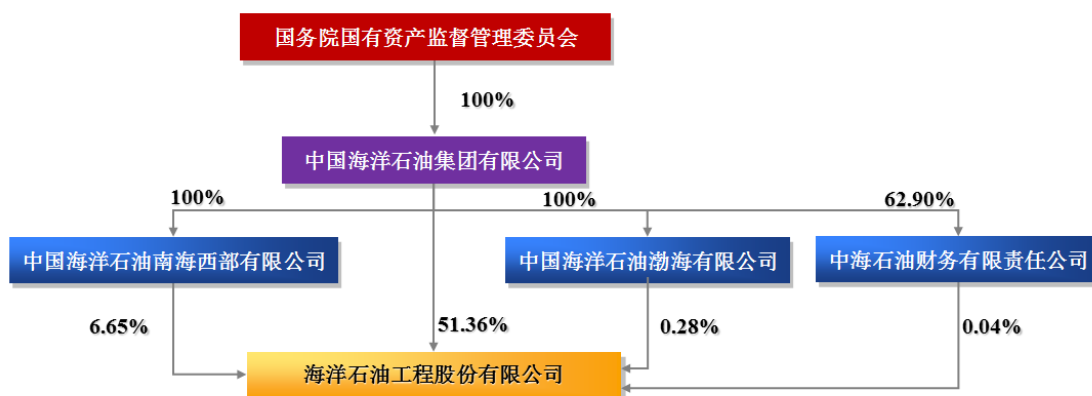 国务院国有资产监督管理委员会
100%
中国海洋石油集团有限公司
100%
100%
62.90%
中国海洋石油南海西部有限公司
中国海洋石油渤海有限公司
中海石油财务有限责任公司
6.65%
51.36%
0.28%
0.04%
海洋石油工程股份有限公司